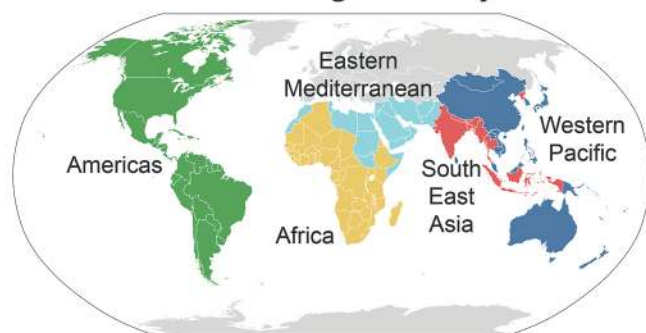 Eastern
Mediterranean
Western
Pacific
Americas
South
East
Asia
Africa